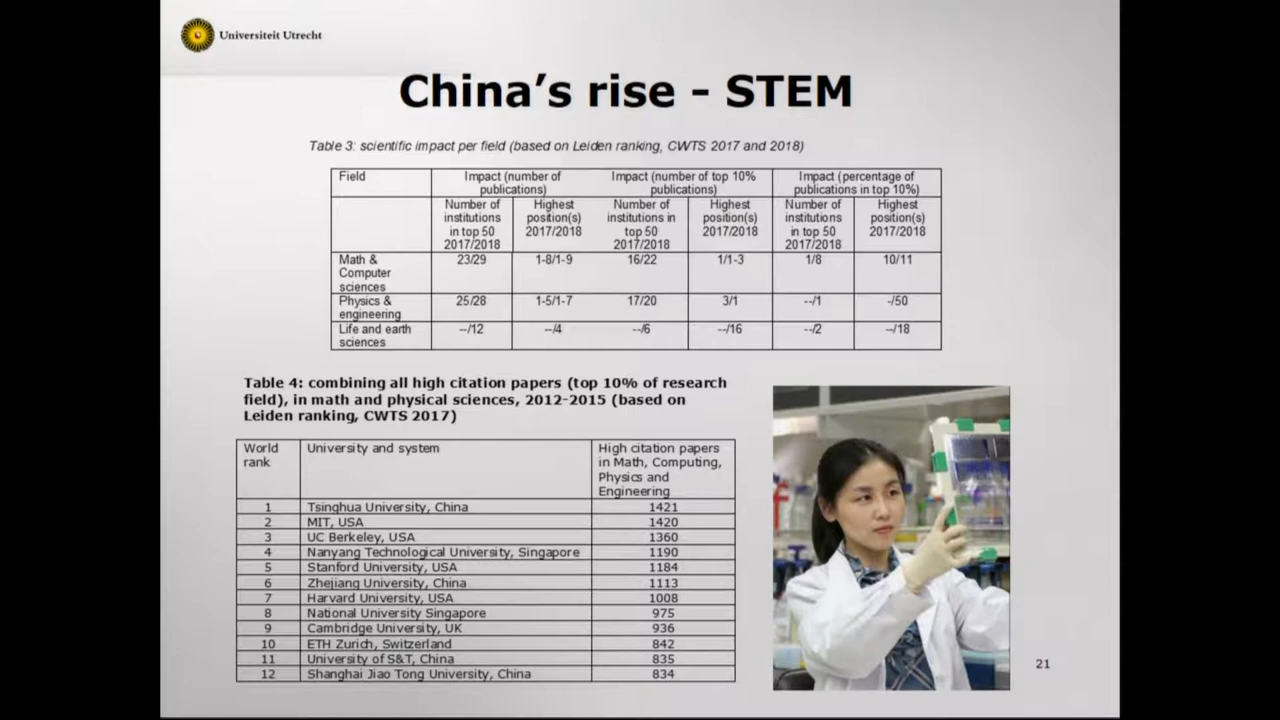 Universiteit Utrecht
China's rise - STEM
Table 3: scientific impact per field (based on Leiden ranking, CWTS 2017 and 2018)
Field Impact (number of publications) Impact (number of top 10% publications) Impact (percentage of publications in top 10%)
Number of institutions in top 50 2017/2018 Highest position(s) 2017/2018 Number of institutions in top 50 2017/2018 Highest position(s) 2017/2018 Number of institutions in top 50 2017/2018 Highest position(s) 2017/2018
Math & Computer sciences 23/29 1-8/1-9 16/22 1/1-3 1/8 10/11
Physics & engineering 25/28 1-5/1-7 17/20 3/1 --/1 -/50
Life and earth sciences --/12 --/4 --/6 --/16 --/2 --/18
Table 4: combining all high citation papers (top 10% of research
field), in math and physical sciences, 2012-2015 (based on
Leiden ranking, CWTS 2017)
World rank University and system High citation papers in Math, Computing, Physics and Engineering
1 Tsinghua University, China 1421
2 MIT, USA 1420
3 UC Berkeley, USA 1360
4 Nanyang Technological University, Singapore 1190
5 Stanford University, USA 1184
6 Zhejiang University, China 1113
7 Harvard University, USA 1008
8 National University Singapore 975
9 Cambridge University, UK 936
10 ETH Zurich, Switzerland 842
11 University of S&T, China 835
12 Shanghai Jiao Tong University, China 834
21